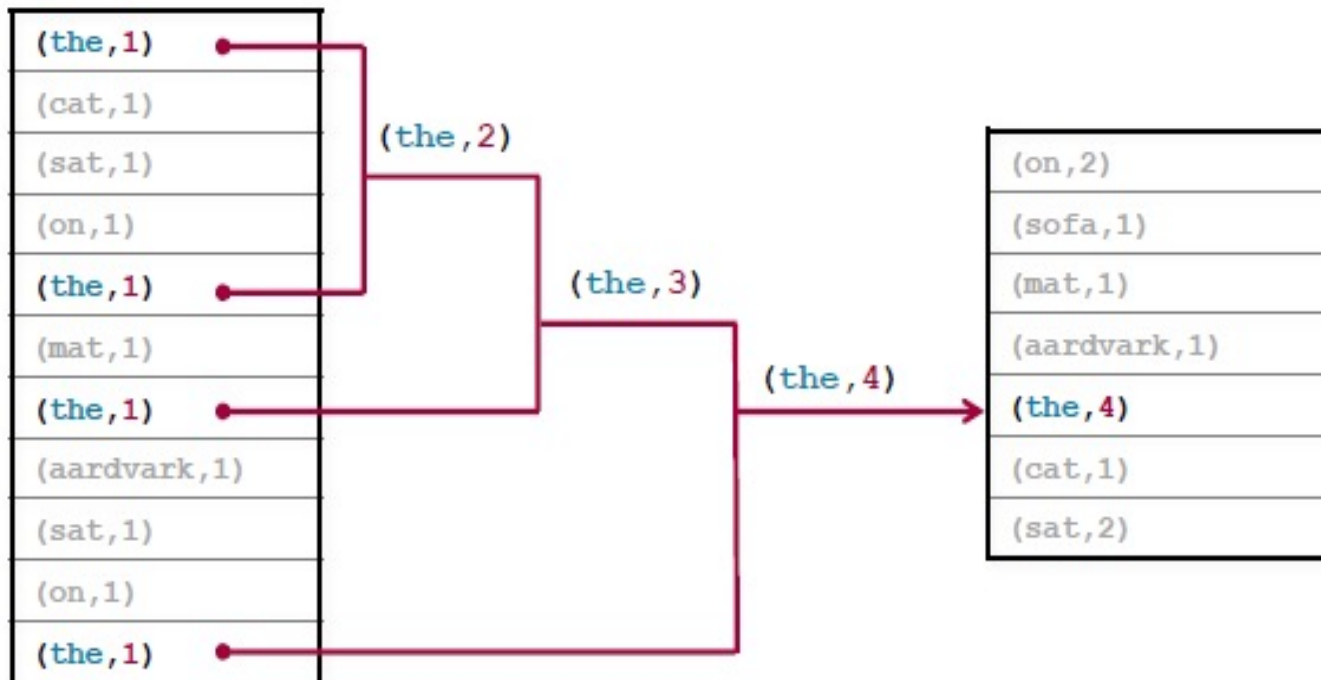 (the,1)
(cat,1)
(sat,1)
(on,1)
(the,1)
(mat,1)
(the,1)
(aardvark,1)
(sat,1)
(on,1)
(the,1)
(the,2)
(the,3)
(the,4)
(on,2)
(sofa,1)
(mat,1)
(aardvark,1)
(the,4)
(cat,1)
(sat,2)